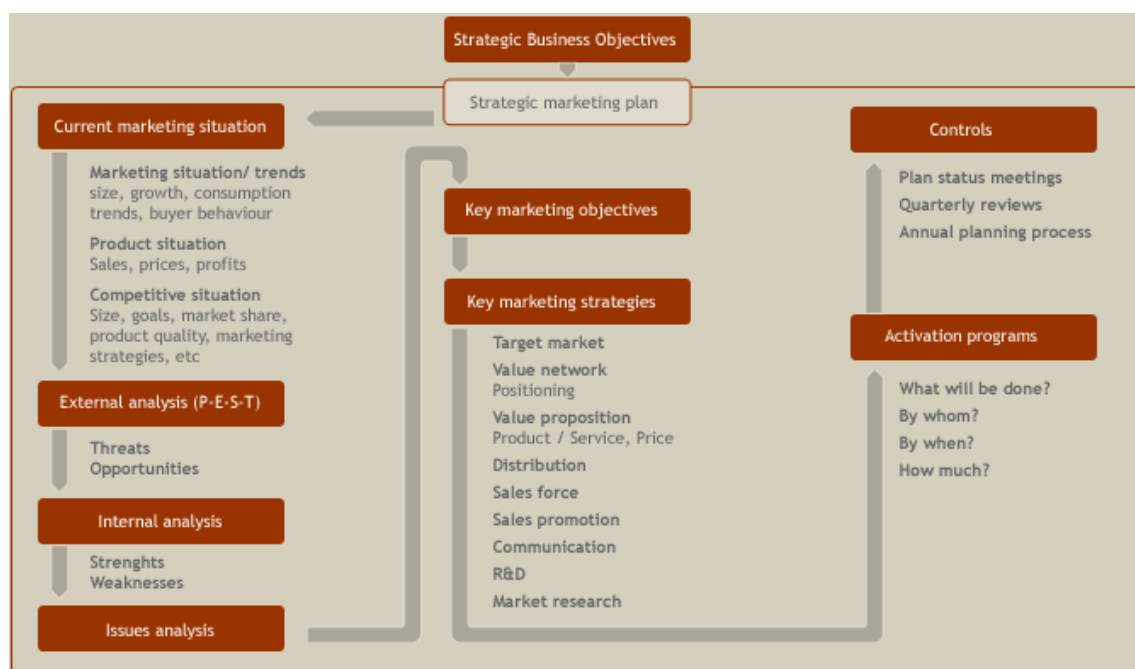 Strategic Business Objectives
Strategic marketing plan
Current marketing situation
Marketing situation/ trends
size, growth, consumption
trends, buyer behaviour
Product situation
Sales, prices, profits
Competitive situation
Size, goals, market share,
product quality, marketing
strategies, etc
External analysis (P-E-S-T)
Threats
Opportunities
Internal analysis
Strenghts
Weaknesses
Issues analysis
Key marketing objectives
Key marketing strategies
Target market
Value network
Positioning
Value proposition
Product / Service, Price
Distribution
Sales force
Sales promotion
Communication
R&D
Market research
Activation programs
What will be done?
By whom?
By when?
How much?
Controls
Plan status meetings
Quarterly reviews
Annual planning process